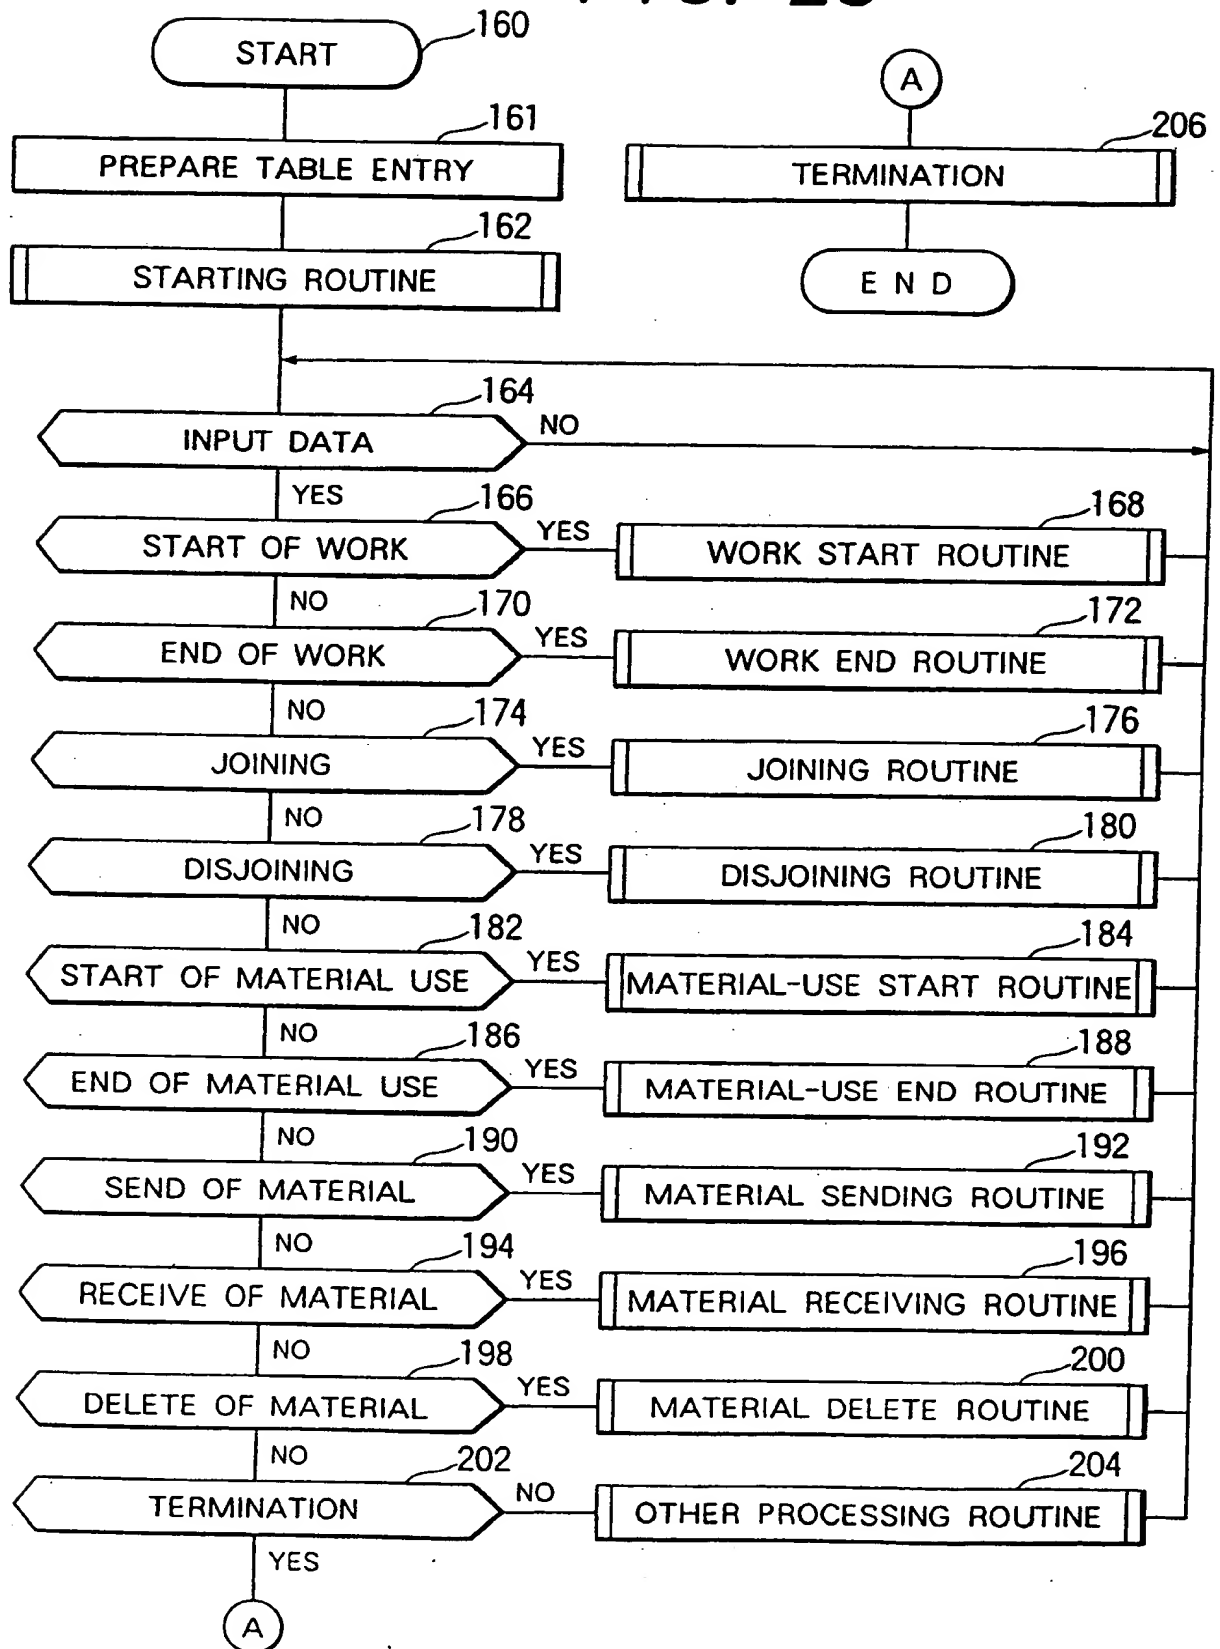 160
START
A
161
PREPARE TABLE ENTRY
206
TERMINATION
162
STARTING ROUTINE
E N D
164
INPUT DATA
NO
YES
166
START OF WORK
YES
168
WORK START ROUTINE
NO
170
END OF WORK
YES
172
WORK END ROUTINE
NO
174
JOINING
YES
176
JOINING ROUTINE
NO
178
DISJOINING
YES
180
DISJOINING ROUTINE
NO
182
START OF MATERIAL USE
YES
184
MATERIAL-USE START ROUTINE
NO
186
END OF MATERIAL USE
YES
188
MATERIAL-USE END ROUTINE
NO
190
SEND OF MATERIAL
YES
192
MATERIAL SENDING ROUTINE
NO
194
RECEIVE OF MATERIAL
YES
196
MATERIAL RECEIVING ROUTINE
NO
198
DELETE OF MATERIAL
YES
200
MATERIAL DELETE ROUTINE
NO
202
TERMINATION
NO
204
OTHER PROCESSING ROUTINE
YES
A